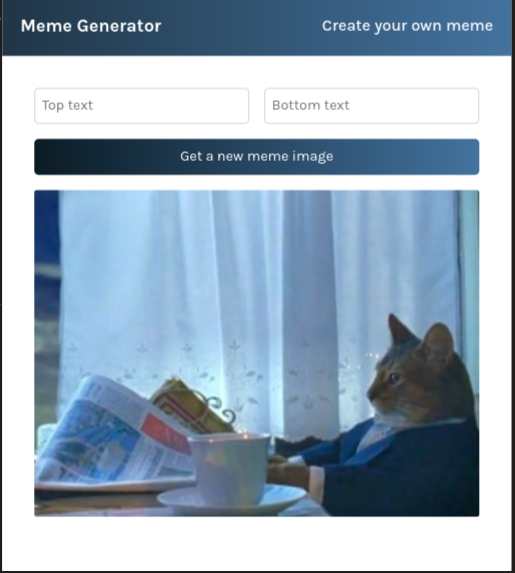 Meme Generator
Create your own meme
Top text
Bottom text
Get a new meme image